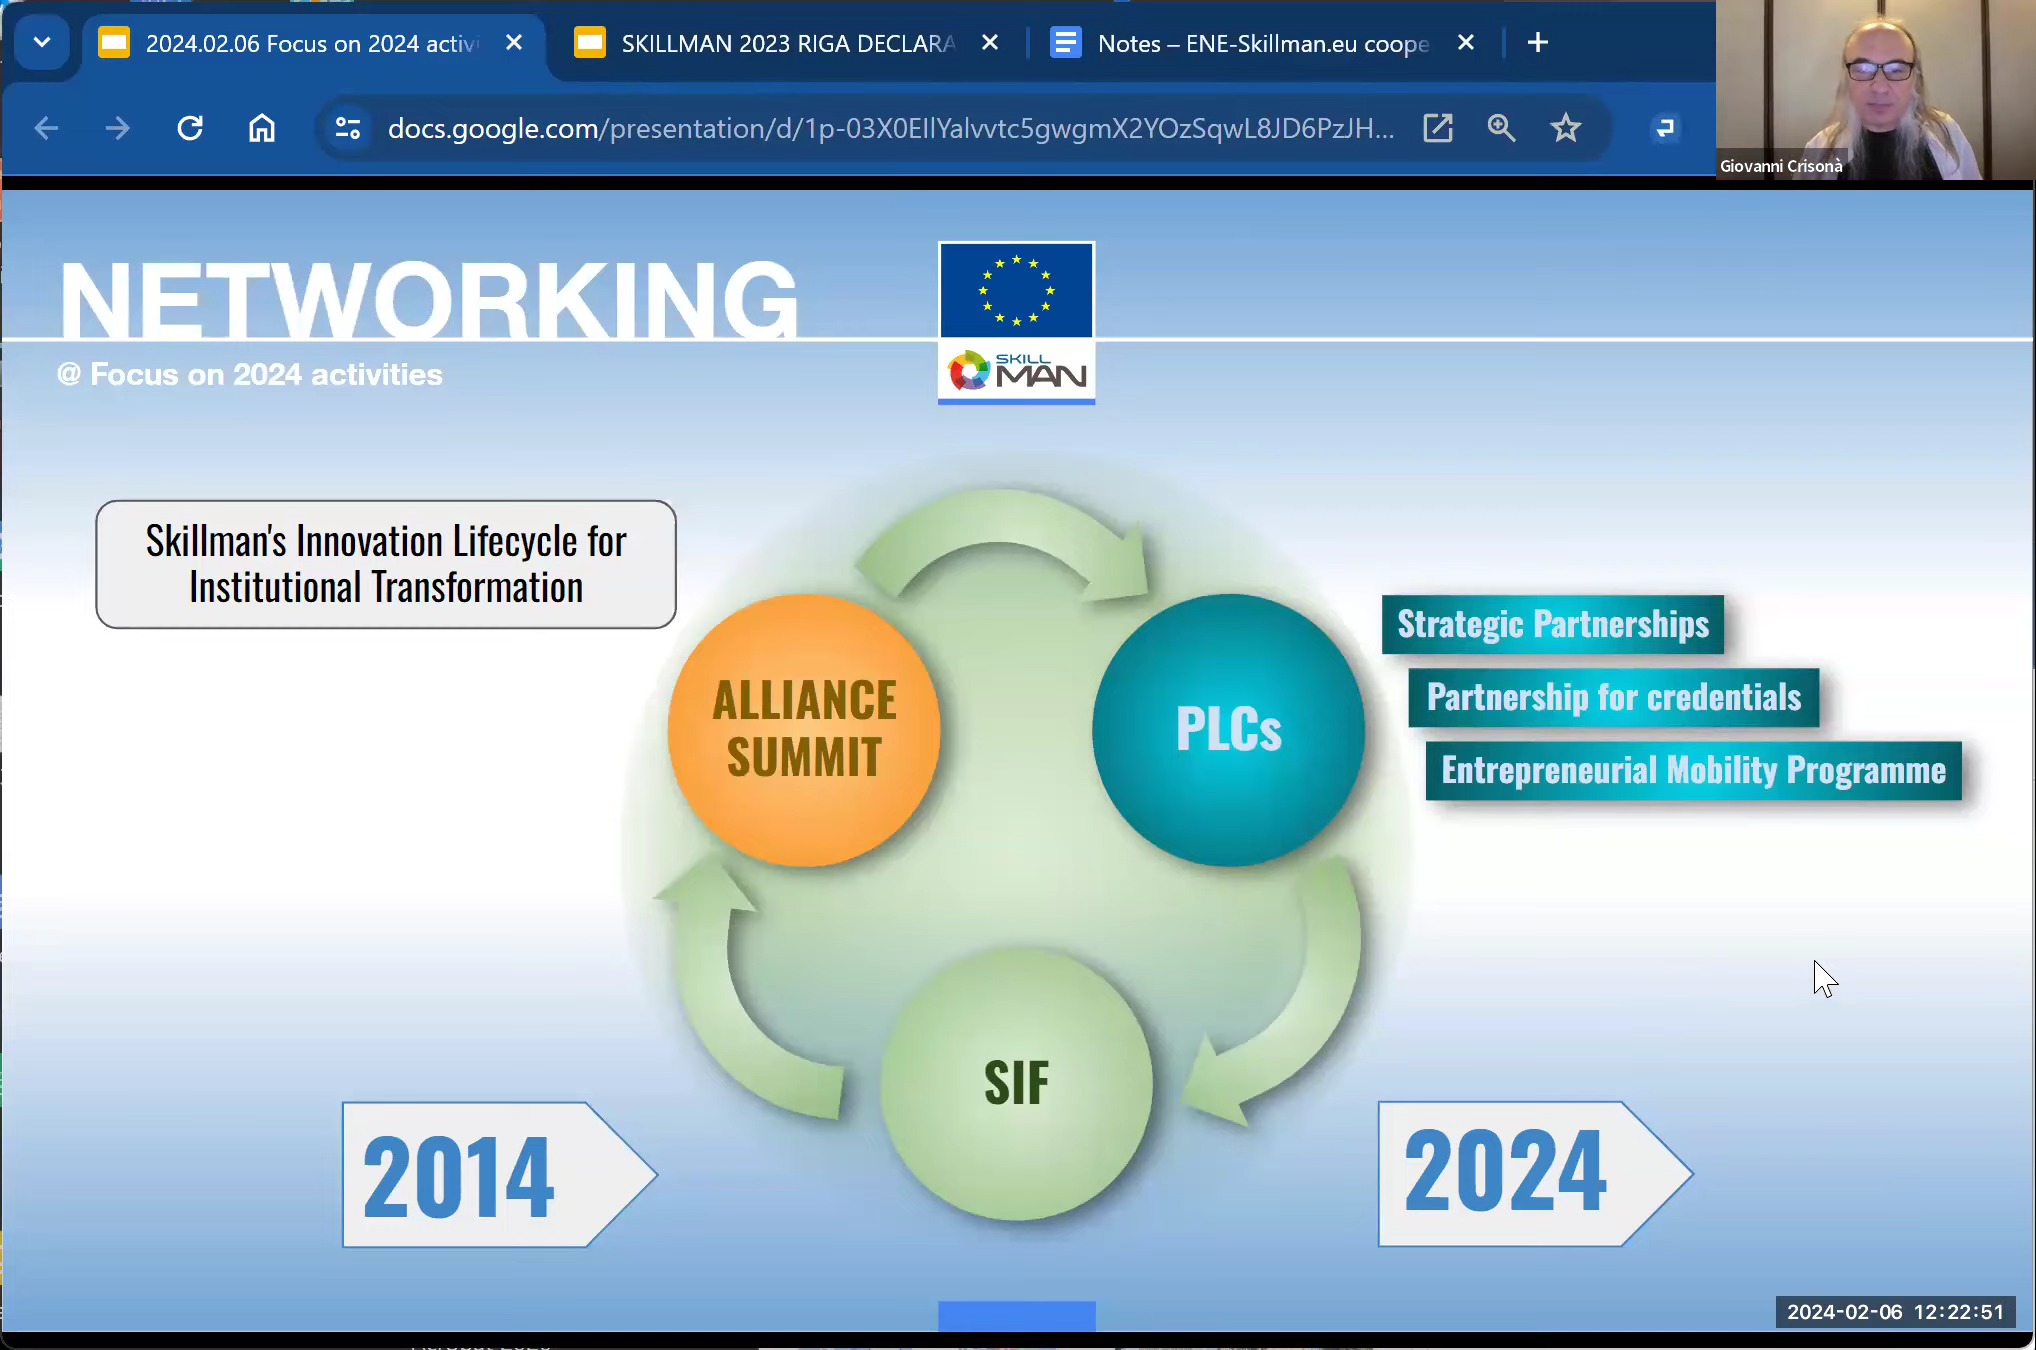 2024.02.06 Focus on 2024 activi
SKILLMAN 2023 RIGA DECLARA
Notes – ENE-Skillman.eu coope
docs.google.com/presentation/d/1p-03X0EIlYalvvtc5gwgmX2YOzSqwL8JD6PzJH...
Giovanni Crisonà
NETWORKING
@ Focus on 2024 activities
SKILL
MAN
Skillman's Innovation Lifecycle for
Institutional Transformation
ALLIANCE
SUMMIT
PLCs
Strategic Partnerships
Partnership for credentials
Entrepreneurial Mobility Programme
SIF
2014
2024
2024-02-06 12:22:51